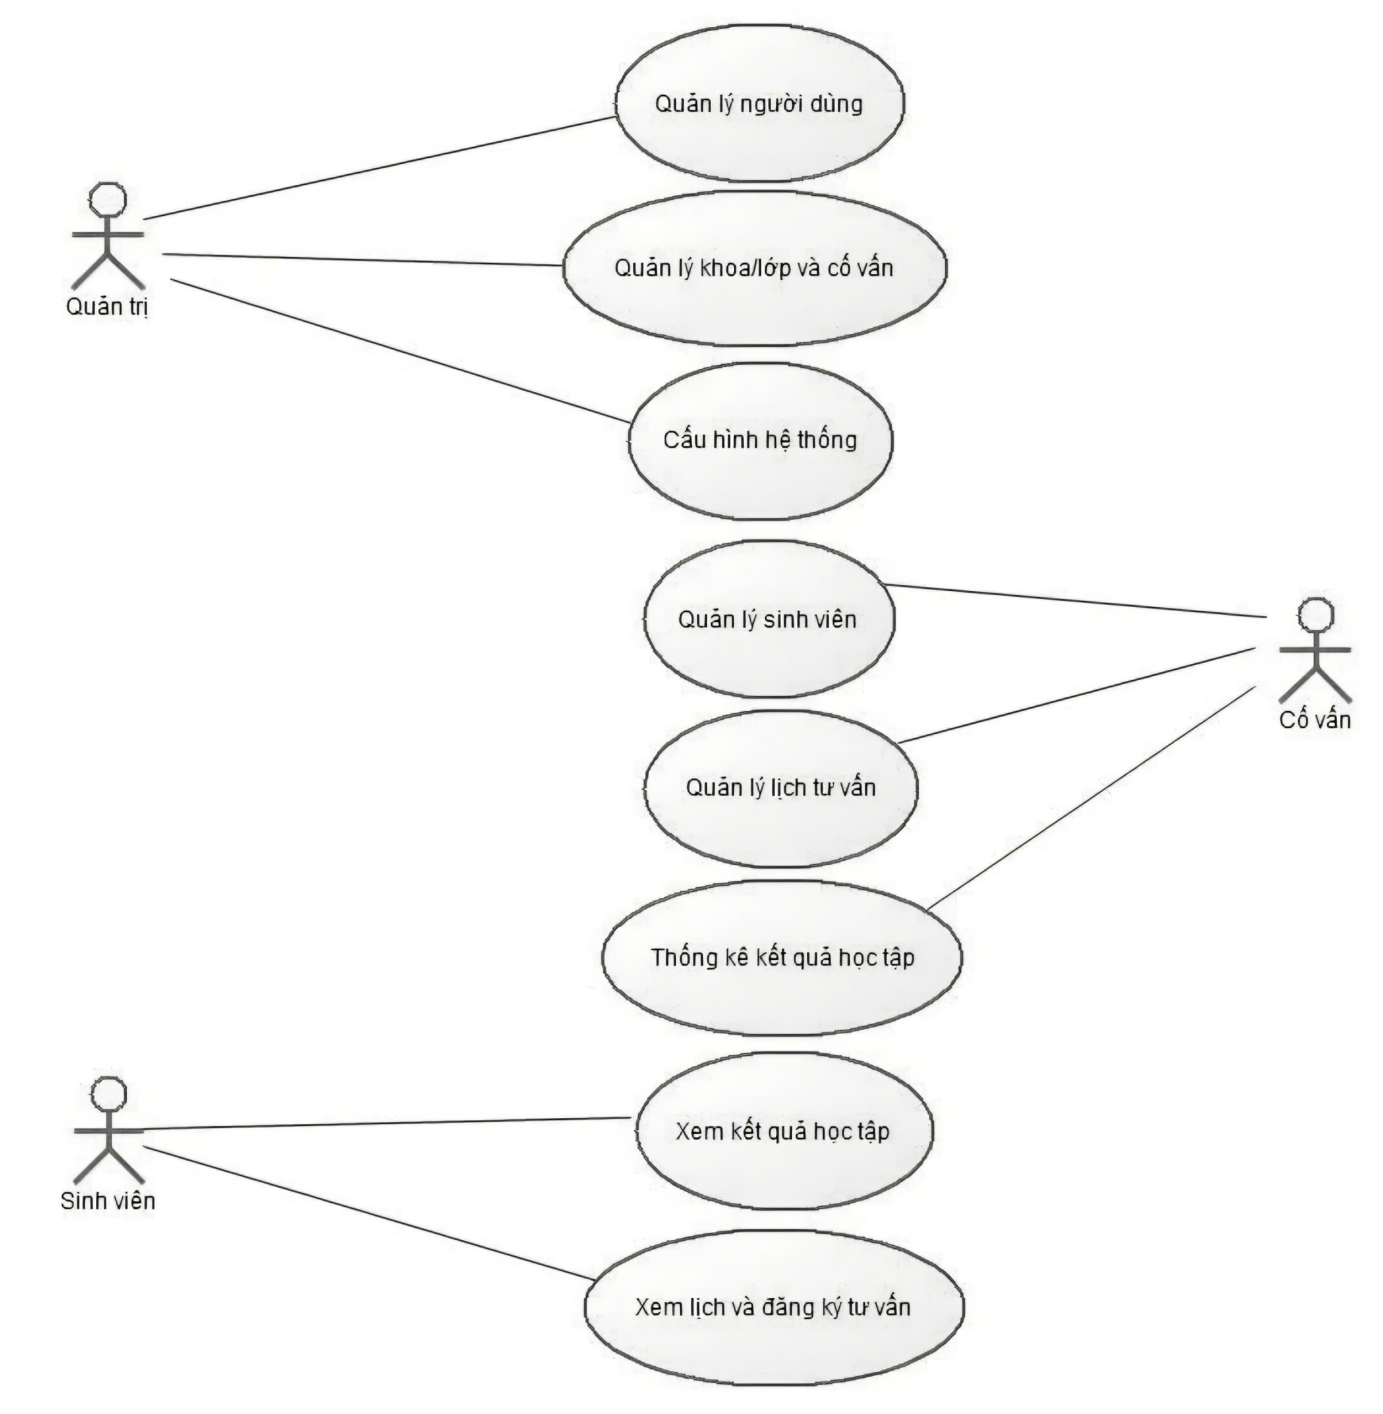 Quản lý người dùng
Quản trị
Quản lý khoa/lớp và cố vấn
Cấu hình hệ thống
Quản lý sinh viên
Cố vấn
Quản lý lịch tư vấn
Thống kê kết quả học tập
Xem kết quả học tập
Sinh viên
Xem lịch và đăng ký tư vấn